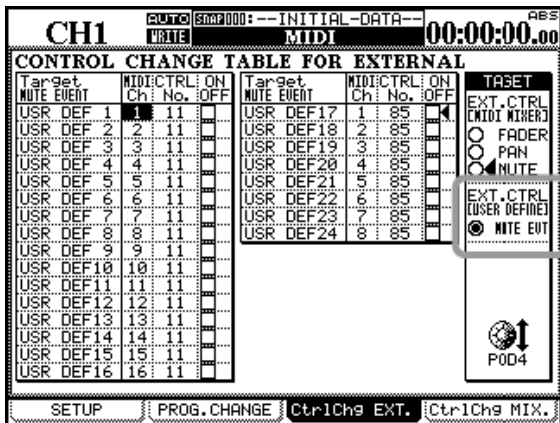 CH1
AUTO SNAP000:--INITIAL-DATA--
WRITE MIDI
ABS
00:00:00.00
CONTROL CHANGE TABLE FOR EXTERNAL
Target MIDI CTRL ON
MUTE EVENT Ch No. OFF
USR DEF 1 1 11
USR DEF 2 2 11
USR DEF 3 3 11
USR DEF 4 4 11
USR DEF 5 5 11
USR DEF 6 6 11
USR DEF 7 7 11
USR DEF 8 8 11
USR DEF 9 9 11
USR DEF10 10 11
USR DEF11 11 11
USR DEF12 12 11
USR DEF13 13 11
USR DEF14 14 11
USR DEF15 15 11
USR DEF16 16 11
Target MIDI CTRL ON
MUTE EVENT Ch No. OFF
USR DEF17 1 85
USR DEF18 2 85
USR DEF19 3 85
USR DEF20 4 85
USR DEF21 5 85
USR DEF22 6 85
USR DEF23 7 85
USR DEF24 8 85
TAGET
EXT.CTRL
[MIDI MIXER]
FADER
PAN
MUTE
EXT.CTRL
[USER DEFINE]
MUTE EVT
POD4
SETUP
PROG.CHANGE
CtrlChg EXT.
CtrlChg MIX.